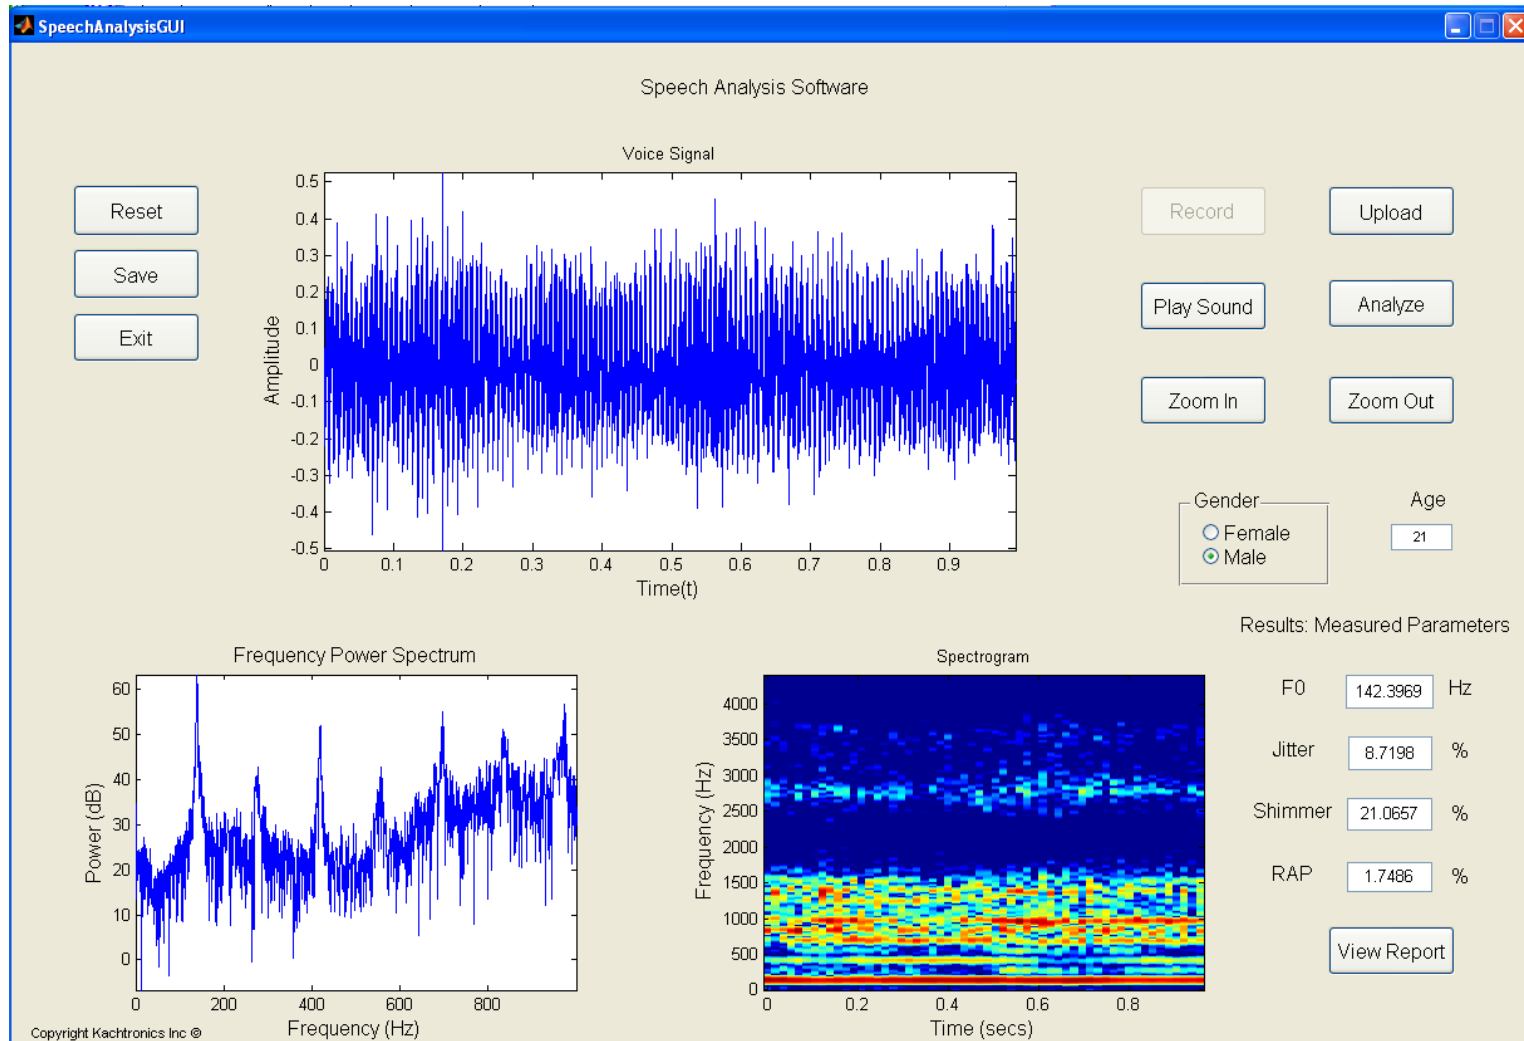 SpeechAnalysisGUI
Speech Analysis Software
Reset
Save
Exit
Voice Signal
0.5
0.4
0.3
0.2
0.1
0
-0.1
-0.2
-0.3
-0.4
-0.5
Amplitude
0 0.1 0.2 0.3 0.4 0.5 0.6 0.7 0.8 0.9
Time(t)
Record Upload
Play Sound Analyze
Zoom In Zoom Out
Gender
Female
Male
Age
21
Frequency Power Spectrum
60
50
40
30
20
10
0
Power (dB)
0 200 400 600 800
Frequency (Hz)
Spectrogram
4000
3500
3000
2500
2000
1500
1000
500
0
Frequency (Hz)
0 0.2 0.4 0.6 0.8
Time (secs)
Results: Measured Parameters
F0 142.3969 Hz
Jitter 8.7198 %
Shimmer 21.0657 %
RAP 1.7486 %
View Report
Copyright Kachtronics Inc ©